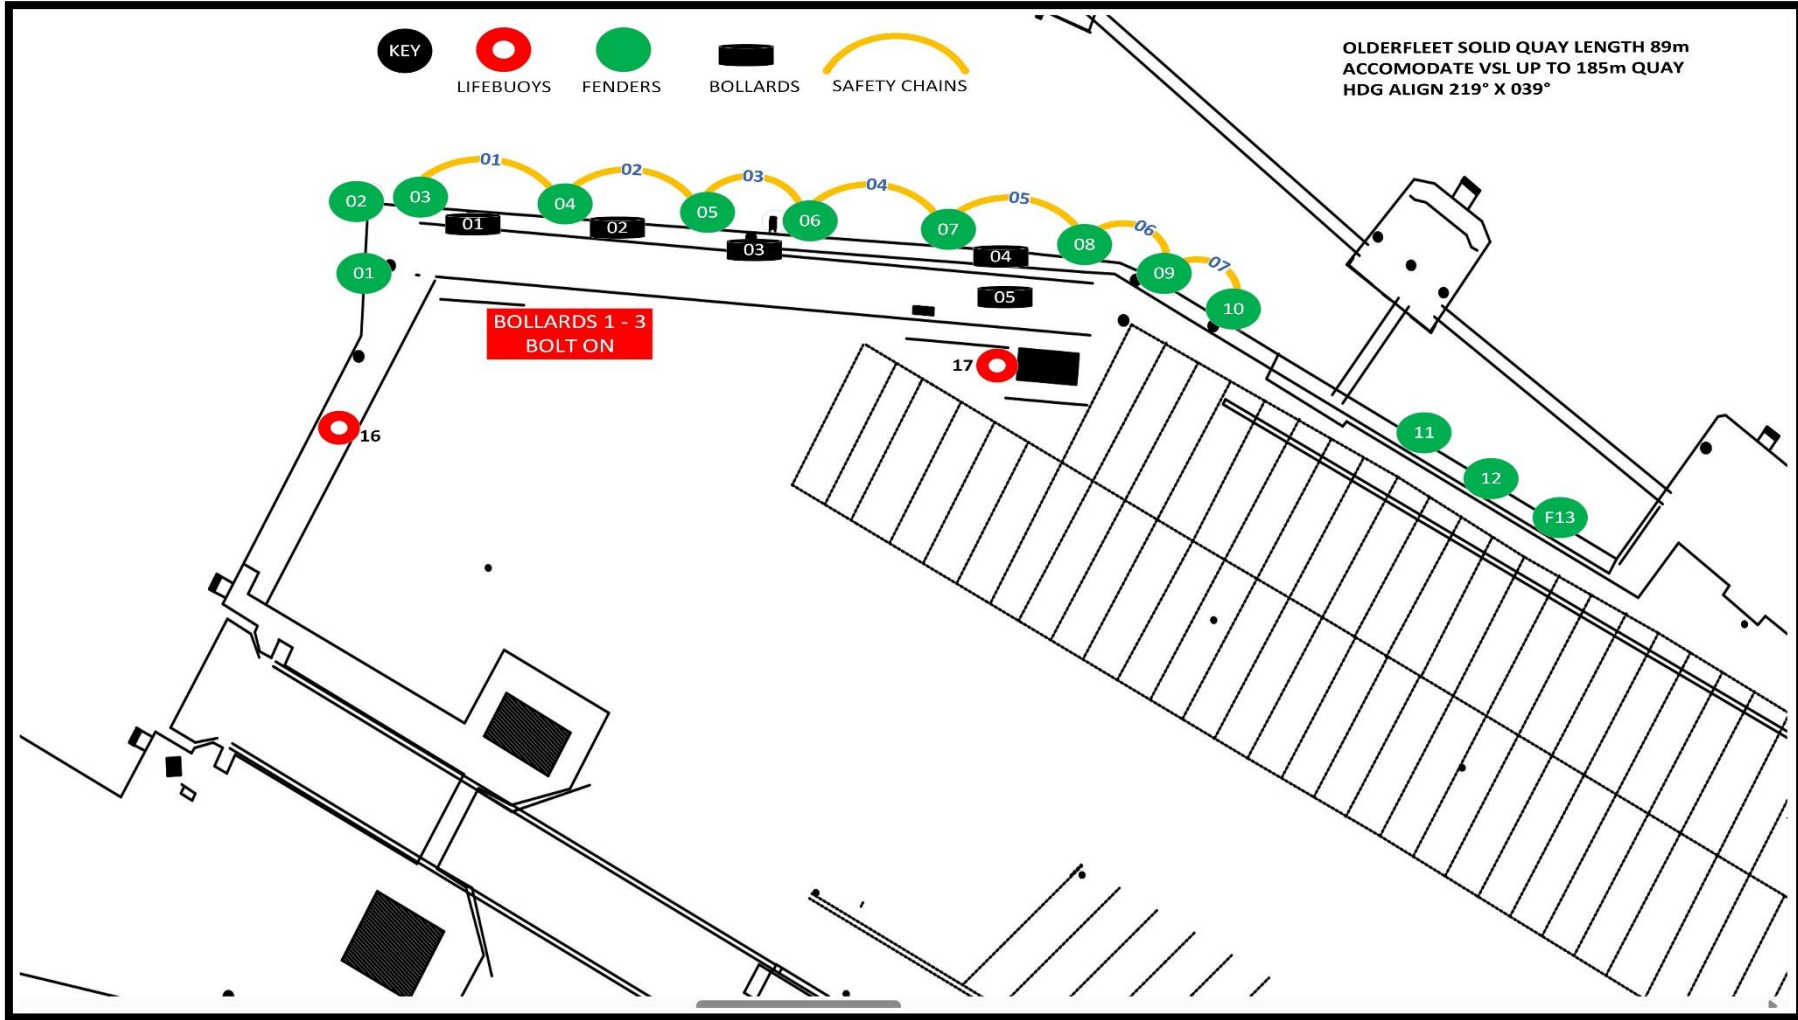 KEY
LIFEBUOYS
FENDERS
BOLLARDS
SAFETY CHAINS
OLDERFLEET SOLID QUAY LENGTH 89m
ACCOMODATE VSL UP TO 185m QUAY
HDG ALIGN 219° X 039°
01
02
03
04
05
06
07
02
03
04
05
06
07
08
09
10
01
01
02
03
04
05
BOLLARDS 1 - 3
BOLT ON
17
16
11
12
F13